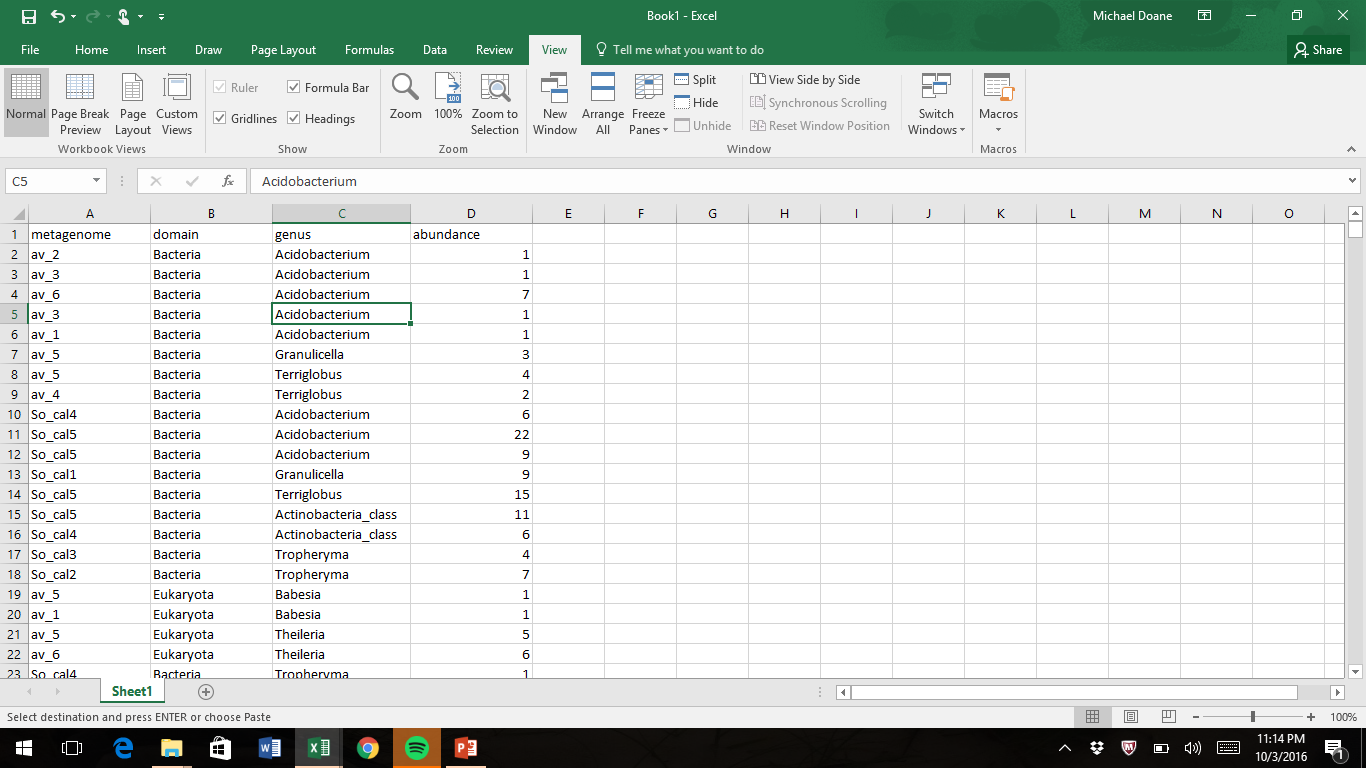 Book1 - Excel
Michael Doane
File Home Insert Draw Page Layout Formulas Data Review View Tell me what you want to do Share
Normal Page Break Preview Page Layout Custom Views
Workbook Views
Ruler Formula Bar
Gridlines Headings
Show
Zoom 100% Zoom to Selection
100
Zoom
New Window Arrange All Freeze Panes
Split
Hide
Unhide
View Side by Side
Synchronous Scrolling
Reset Window Position
Switch Windows
Window
Macros
Macros
C5 fx Acidobacterium
A B C D E F G H I J K L M N O
1 metagenome domain genus abundance
2 av_2 Bacteria Acidobacterium 1
3 av_3 Bacteria Acidobacterium 1
4 av_6 Bacteria Acidobacterium 7
5 av_3 Bacteria Acidobacterium 1
6 av_1 Bacteria Acidobacterium 1
7 av_5 Bacteria Granulicella 3
8 av_5 Bacteria Terriglobus 4
9 av_4 Bacteria Terriglobus 2
10 So_cal4 Bacteria Acidobacterium 6
11 So_cal5 Bacteria Acidobacterium 22
12 So_cal5 Bacteria Acidobacterium 9
13 So_cal1 Bacteria Granulicella 9
14 So_cal5 Bacteria Terriglobus 15
15 So_cal5 Bacteria Actinobacteria_class 11
16 So_cal4 Bacteria Actinobacteria_class 6
17 So_cal3 Bacteria Tropheryma 4
18 So_cal2 Bacteria Tropheryma 7
19 av_5 Eukaryota Babesia 1
20 av_1 Eukaryota Babesia 1
21 av_5 Eukaryota Theileria 5
22 av_6 Eukaryota Theileria 6
23 So_cal4 Bacteria Tropheryma 1
Sheet1
Select destination and press ENTER or choose Paste
100%
11:14 PM
10/3/2016
1